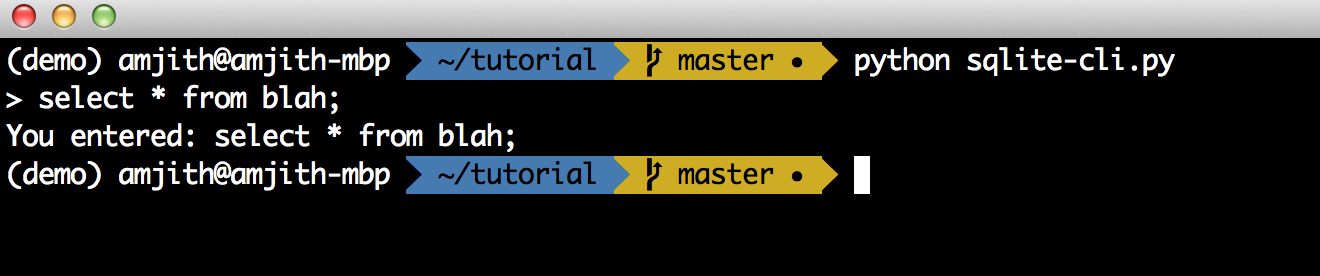 (demo) amjith@amjith-mbp ~/tutorial master • python sqlite-cli.py
> select * from blah;
You entered: select * from blah;
(demo) amjith@amjith-mbp ~/tutorial master •